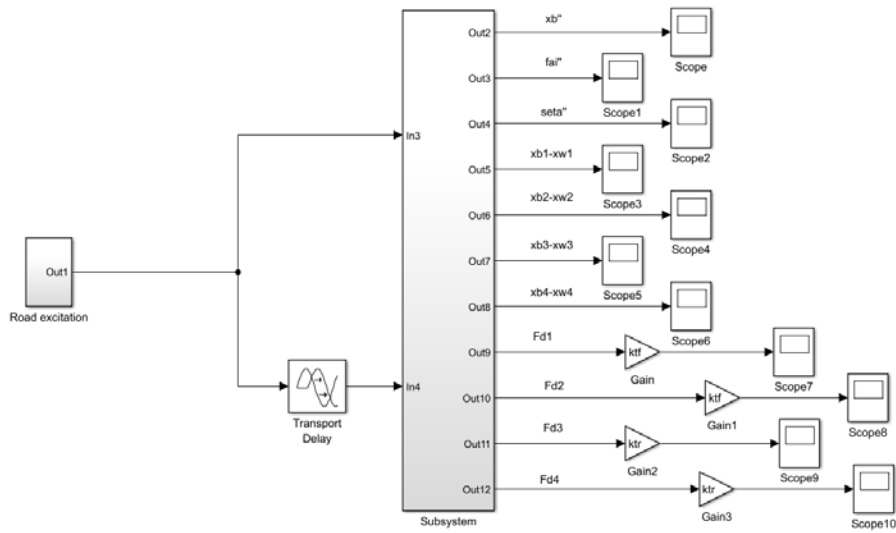 Out1
Road excitation
Transport
Delay
In3
In4
Subsystem
Out2
xb"
Scope
Out3
fai"
Scope1
Out4
seta"
Scope2
Out5
xb1-xw1
Scope3
Out6
xb2-xw2
Scope4
Out7
xb3-xw3
Scope5
Out8
xb4-xw4
Scope6
Out9
Fd1
ktf
Gain
Scope7
Out10
Fd2
ktf
Gain1
Scope8
Out11
Fd3
ktr
Gain2
Scope9
Out12
Fd4
ktr
Gain3
Scope10